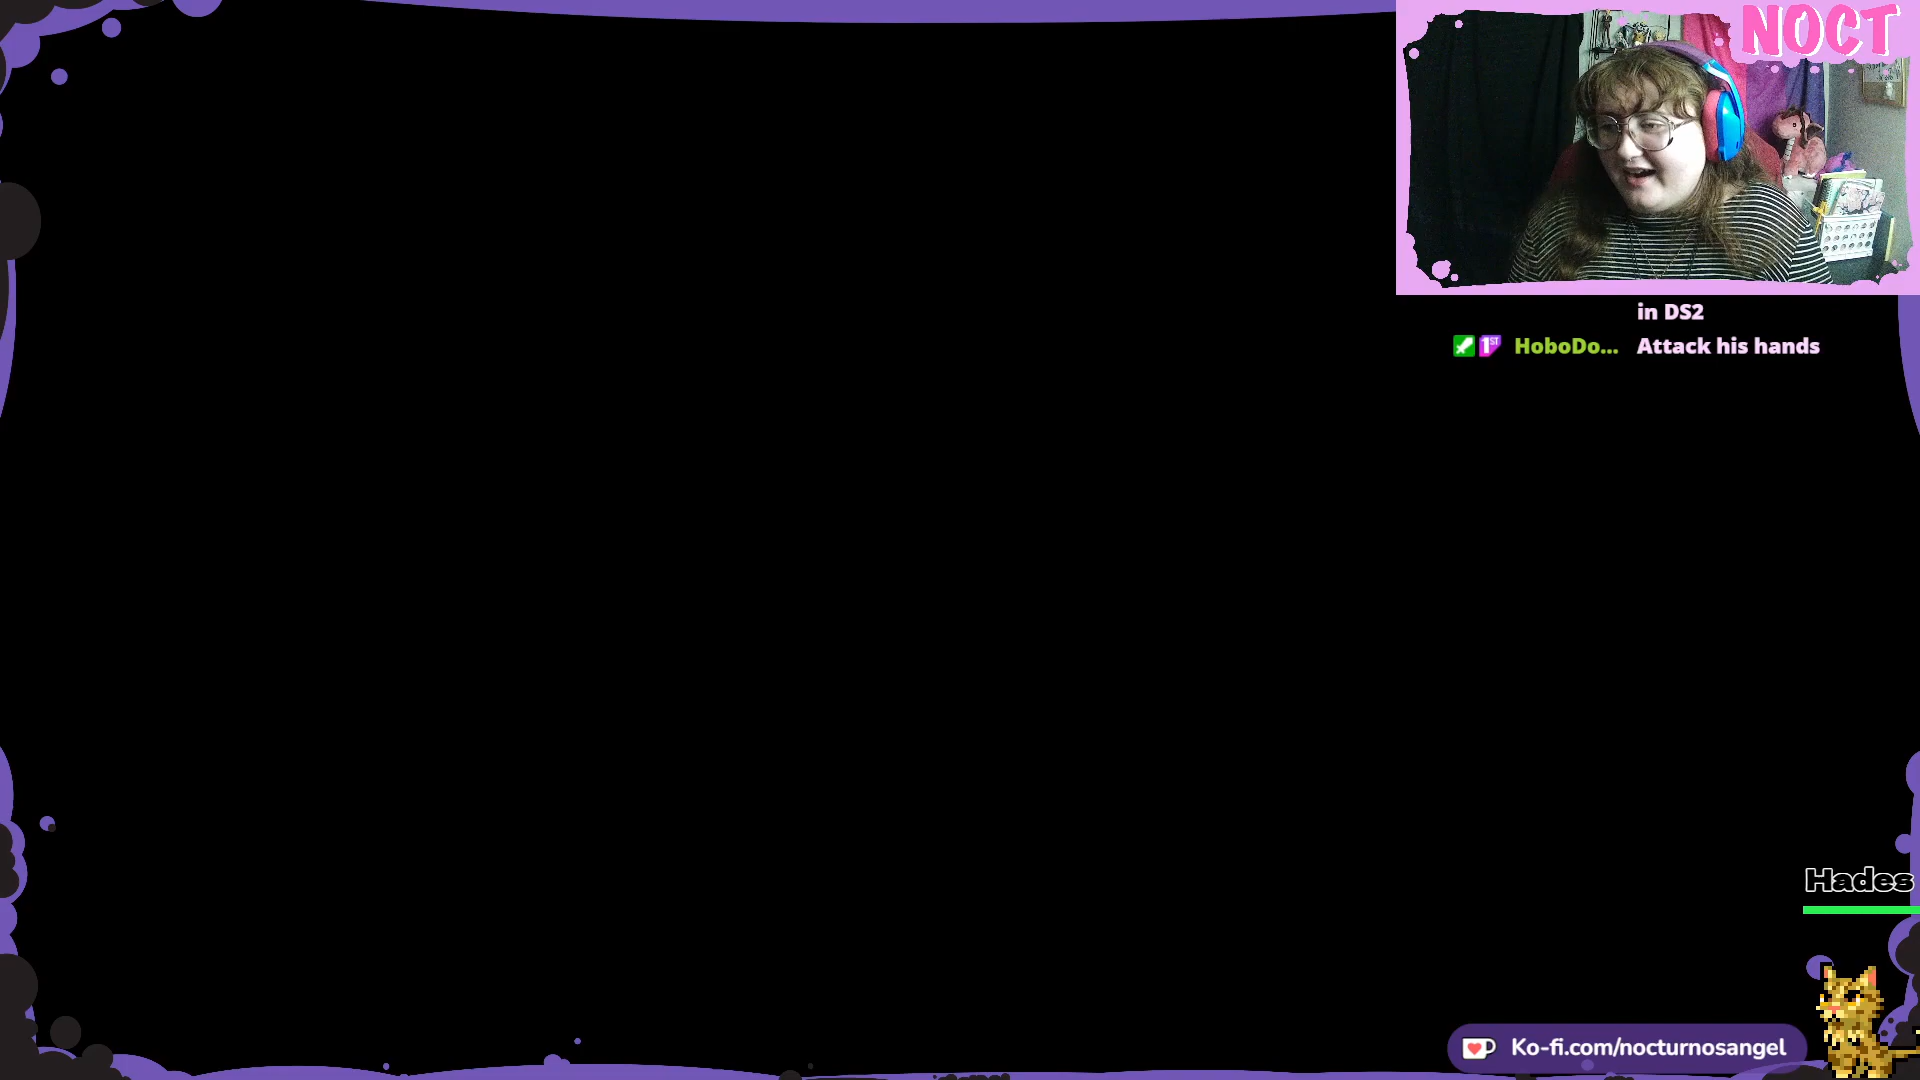 NOCT
in DS2
HoboDo... Attack his hands
Hades
Ko-fi.com/nocturnosangel